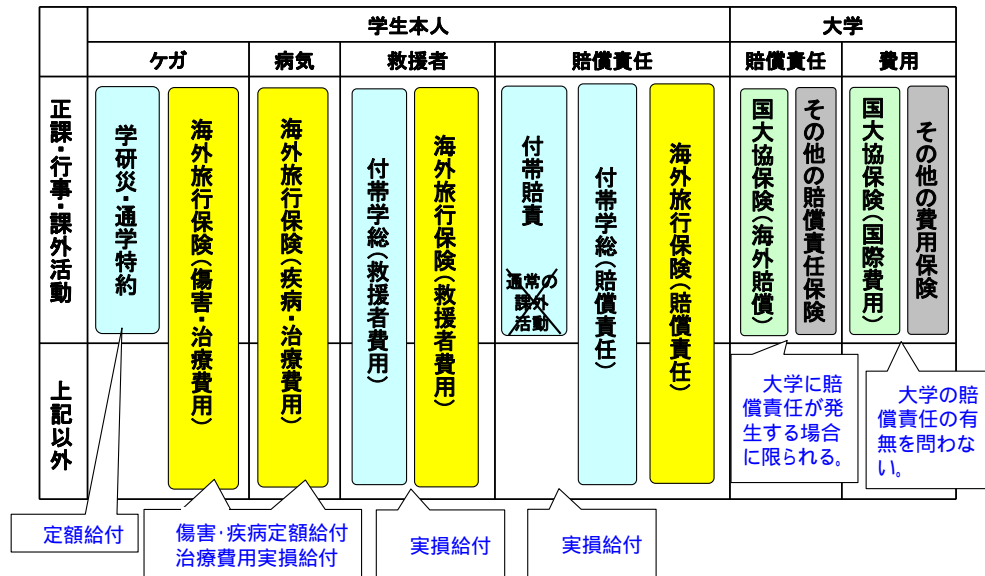 学生本人
大学
ケガ
病気
救援者
賠償責任
賠償責任
費用
正課・行事・課外活動
学研災・通学特約
海外旅行保険(傷害・治療費用)
海外旅行保険(疾病・治療費用)
付帯学総(救援者費用)
海外旅行保険(救援者費用)
付帯賠責
通常の
課外
活動
付帯学総(賠償責任)
海外旅行保険(賠償責任)
国大協保険(海外賠償)
その他の賠償責任保険
国大協保険(国際費用)
その他の費用保険
上記以外
大学に賠
償責任が発
生する場合
に限られる。
大学の賠
償責任の有
無を問わな
い。
定額給付
傷害・疾病定額給付
治療費用実損給付
実損給付
実損給付